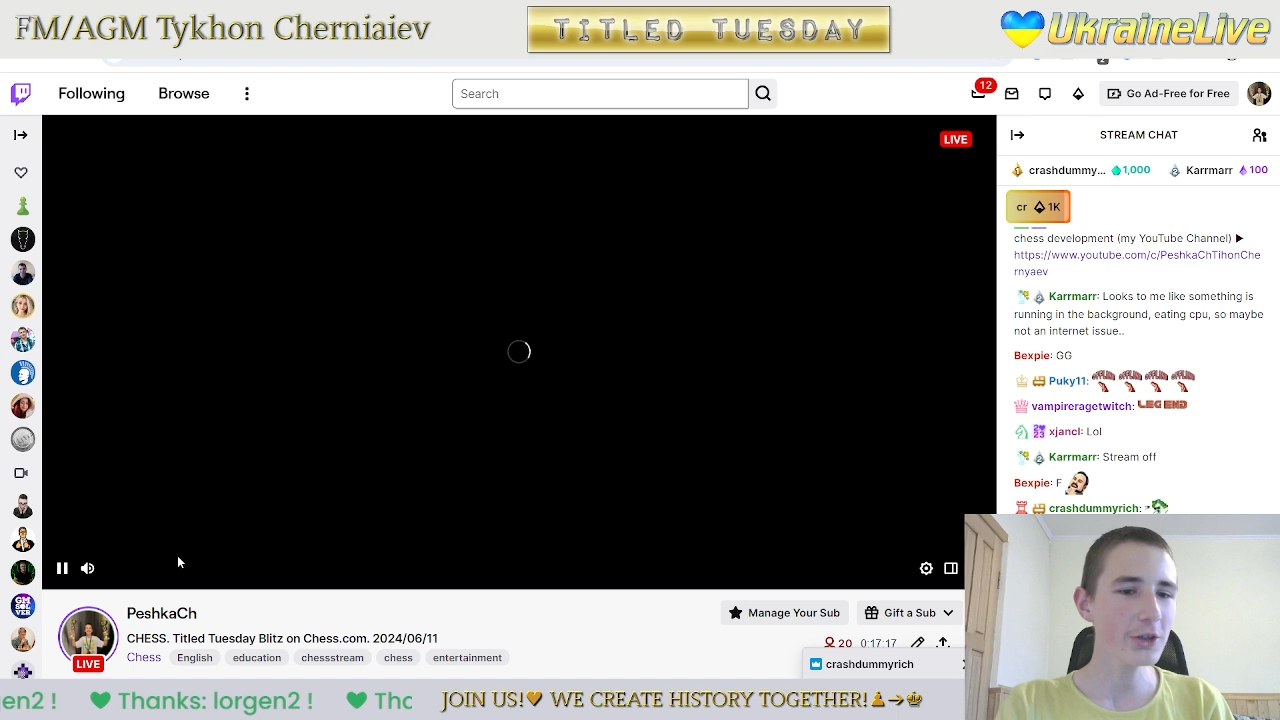 FM/AGM Tykhon Cherniaiev
TITLED TUESDAY
UkraineLive
Following
Browse
Search
12
Go Ad-Free for Free
LIVE
STREAM CHAT
crashdummy... 1,000
Karrmarr 100
cr 1K
chess development (my YouTube Channel) ▶
https://www.youtube.com/c/PeshkaChTihonChe
rnyaev
Karrmarr: Looks to me like something is
running in the background, eating cpu, so maybe
not an internet issue..
Bexpie: GG
Puky11:
vampireragetwitch: LEGEND
xjancl: Lol
Karrmarr: Stream off
Bexpie: F
crashdummyrich:
PeshkaCh
Manage Your Sub
Gift a Sub
CHESS. Titled Tuesday Blitz on Chess.com. 2024/06/11
20 0:17:17
Chess English education chessstream chess entertainment
LIVE
crashdummyrich
gen2 ! Thanks: lorgen2 ! Tha
JOIN US!🧡 WE CREATE HISTORY TOGETHER!♟→♚